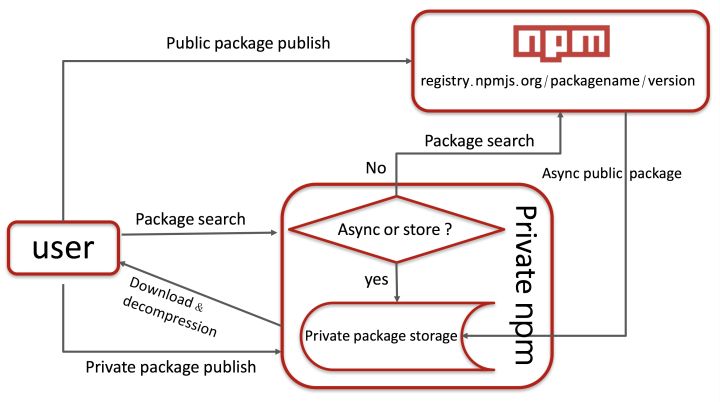 Public package publish
npm
registry.npmjs.org/packagename/version
Package search
No
Async public package
Package search
Async or store ?
user
yes
Download &
decompression
Private package storage
Private npm
Private package publish